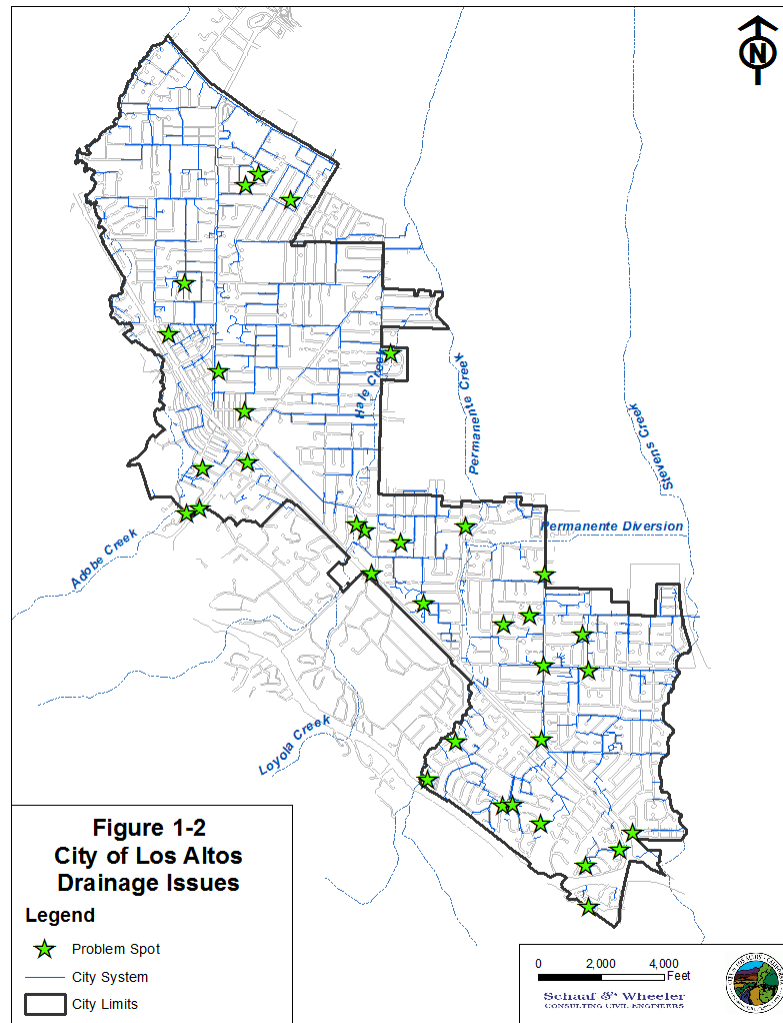 N
Hale Creek
Permanente Creek
Stevens Creek
Permanente Diversion
Adobe Creek
Loyola Creek
Figure 1-2
City of Los Altos
Drainage Issues
Legend
Problem Spot
City System
City Limits
0 2,000 4,000
Feet
Schaaf & Wheeler
CONSULTING CIVIL ENGINEERS